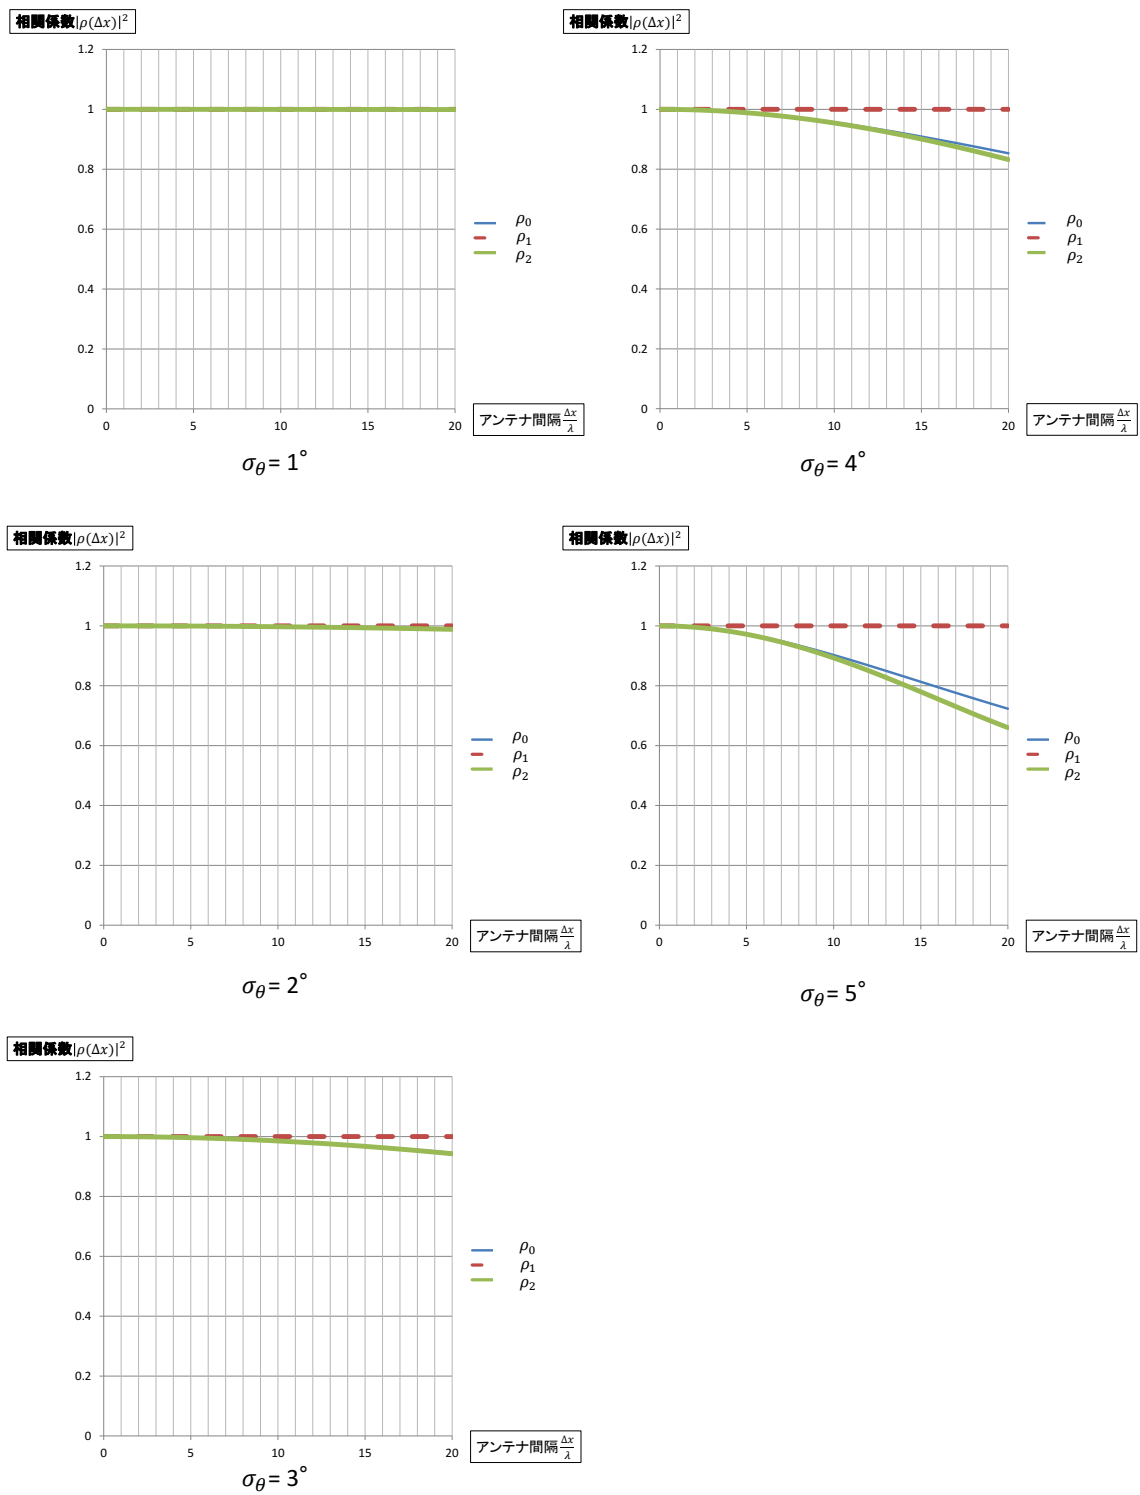 相関係数|ρ(Δx)|²
1.2
1
0.8
0.6
0.4
0.2
0
0 5 10 15 20
ρ₀
ρ₁
ρ₂
アンテナ間隔 Δx/λ
σ_θ = 1°
相関係数|ρ(Δx)|²
1.2
1
0.8
0.6
0.4
0.2
0
0 5 10 15 20
ρ₀
ρ₁
ρ₂
アンテナ間隔 Δx/λ
σ_θ = 4°
相関係数|ρ(Δx)|²
1.2
1
0.8
0.6
0.4
0.2
0
0 5 10 15 20
ρ₀
ρ₁
ρ₂
アンテナ間隔 Δx/λ
σ_θ = 2°
相関係数|ρ(Δx)|²
1.2
1
0.8
0.6
0.4
0.2
0
0 5 10 15 20
ρ₀
ρ₁
ρ₂
アンテナ間隔 Δx/λ
σ_θ = 5°
相関係数|ρ(Δx)|²
1.2
1
0.8
0.6
0.4
0.2
0
0 5 10 15 20
ρ₀
ρ₁
ρ₂
アンテナ間隔 Δx/λ
σ_θ = 3°